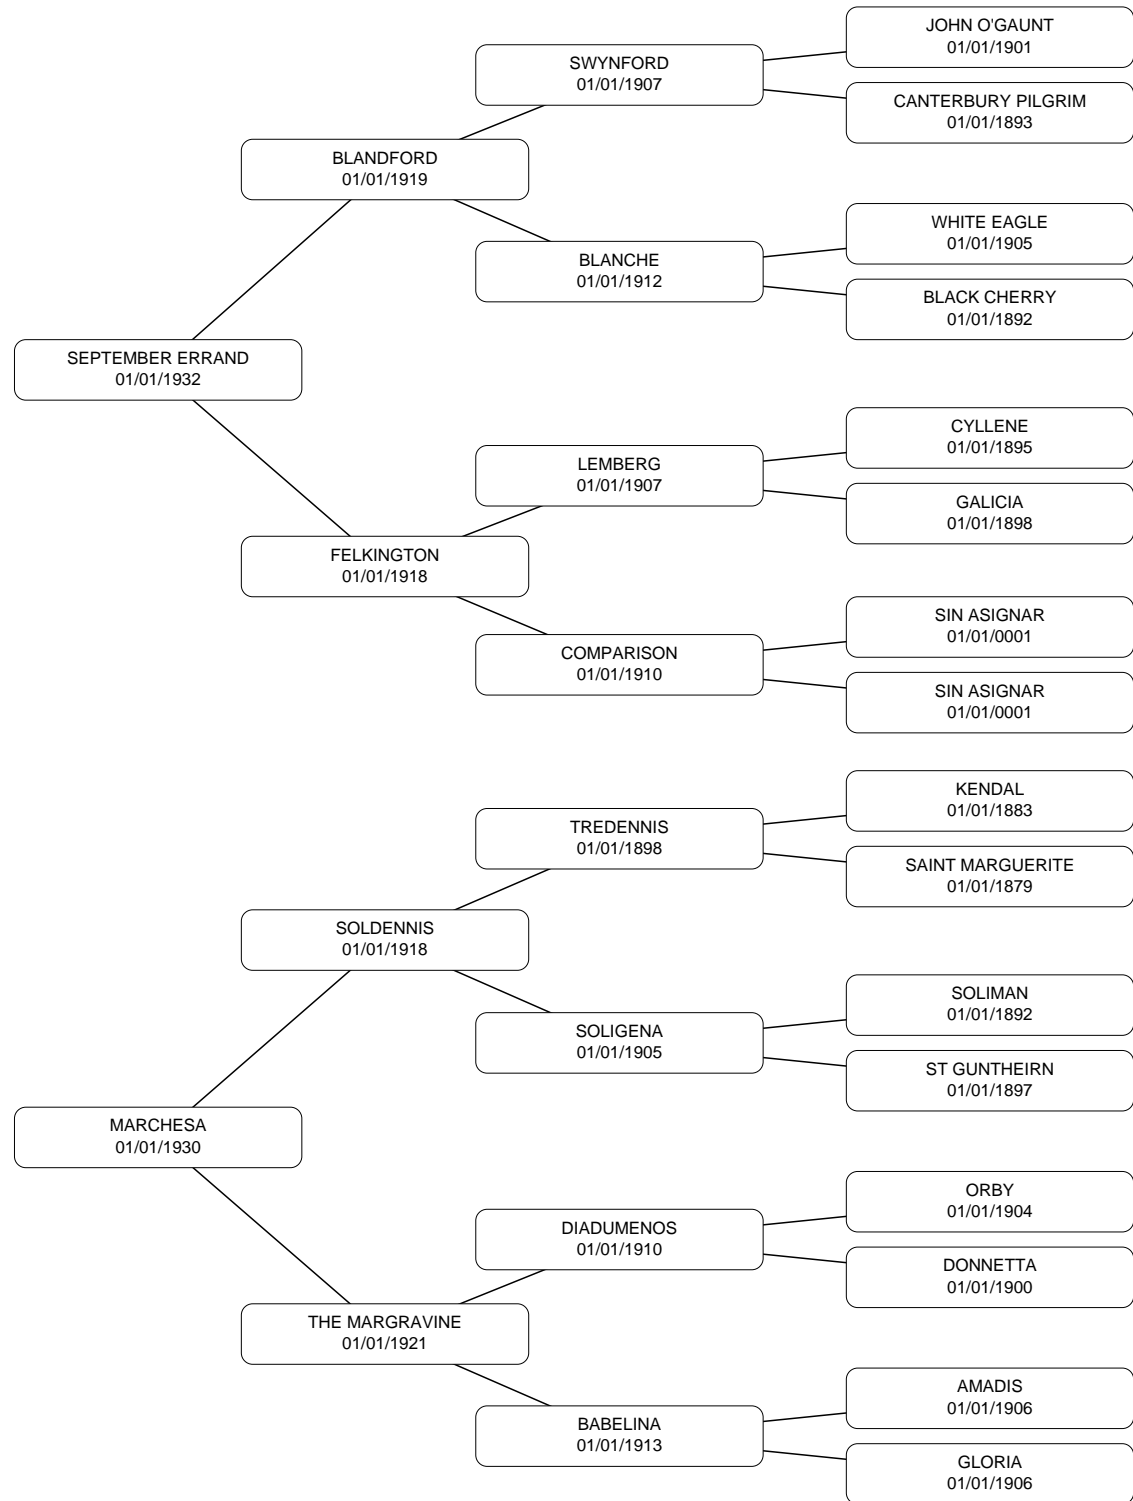 JOHN O'GAUNT
01/01/1901
SWYNFORD
01/01/1907
CANTERBURY PILGRIM
01/01/1893
BLANDFORD
01/01/1919
WHITE EAGLE
01/01/1905
BLANCHE
01/01/1912
BLACK CHERRY
01/01/1892
SEPTEMBER ERRAND
01/01/1932
CYLLENE
01/01/1895
LEMBERG
01/01/1907
GALICIA
01/01/1898
FELKINGTON
01/01/1918
SIN ASIGNAR
01/01/0001
COMPARISON
01/01/1910
SIN ASIGNAR
01/01/0001
KENDAL
01/01/1883
TREDENNIS
01/01/1898
SAINT MARGUERITE
01/01/1879
SOLDENNIS
01/01/1918
SOLIMAN
01/01/1892
SOLIGENA
01/01/1905
ST GUNTHEIRN
01/01/1897
MARCHESA
01/01/1930
ORBY
01/01/1904
DIADUMENOS
01/01/1910
DONNETTA
01/01/1900
THE MARGRAVINE
01/01/1921
AMADIS
01/01/1906
BABELINA
01/01/1913
GLORIA
01/01/1906